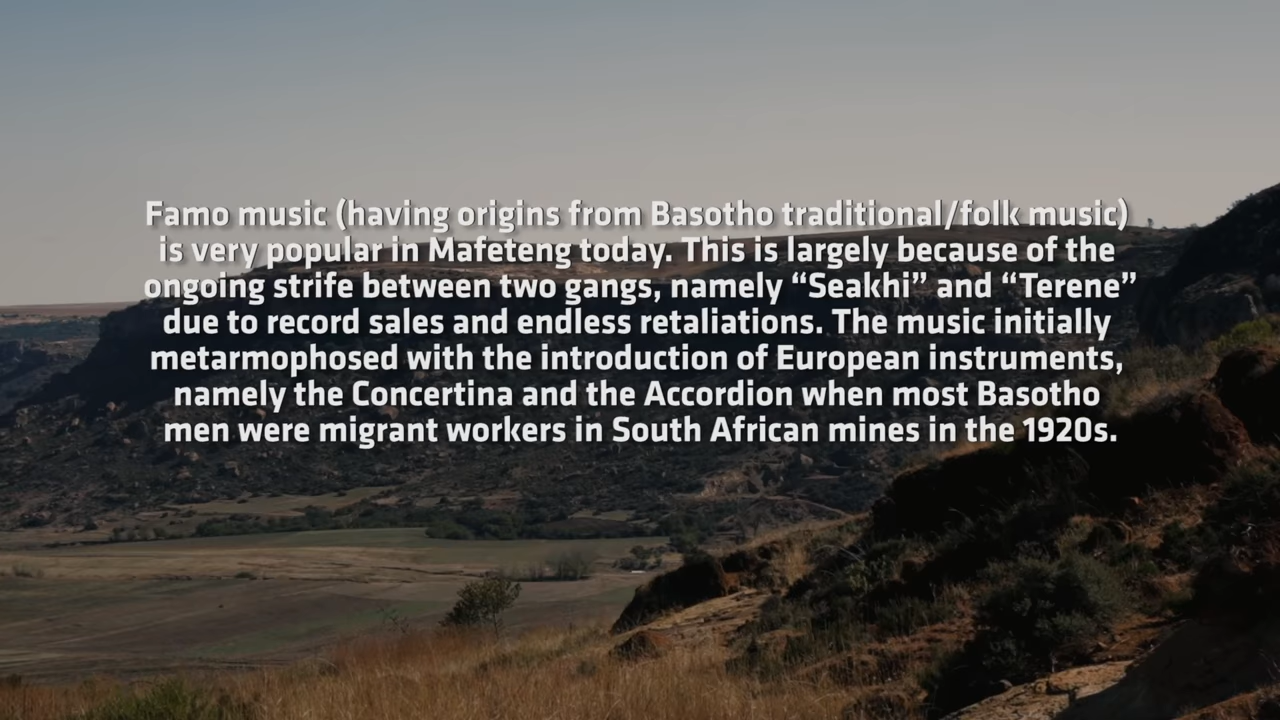 Famo music (having origins from Basotho traditional/folk music)
is very popular in Mafeteng today. This is largely because of the
ongoing strife between two gangs, namely “Seakhi” and “Terene”
due to record sales and endless retaliations. The music initially
metarmophosed with the introduction of European instruments,
namely the Concertina and the Accordion when most Basotho
men were migrant workers in South African mines in the 1920s.